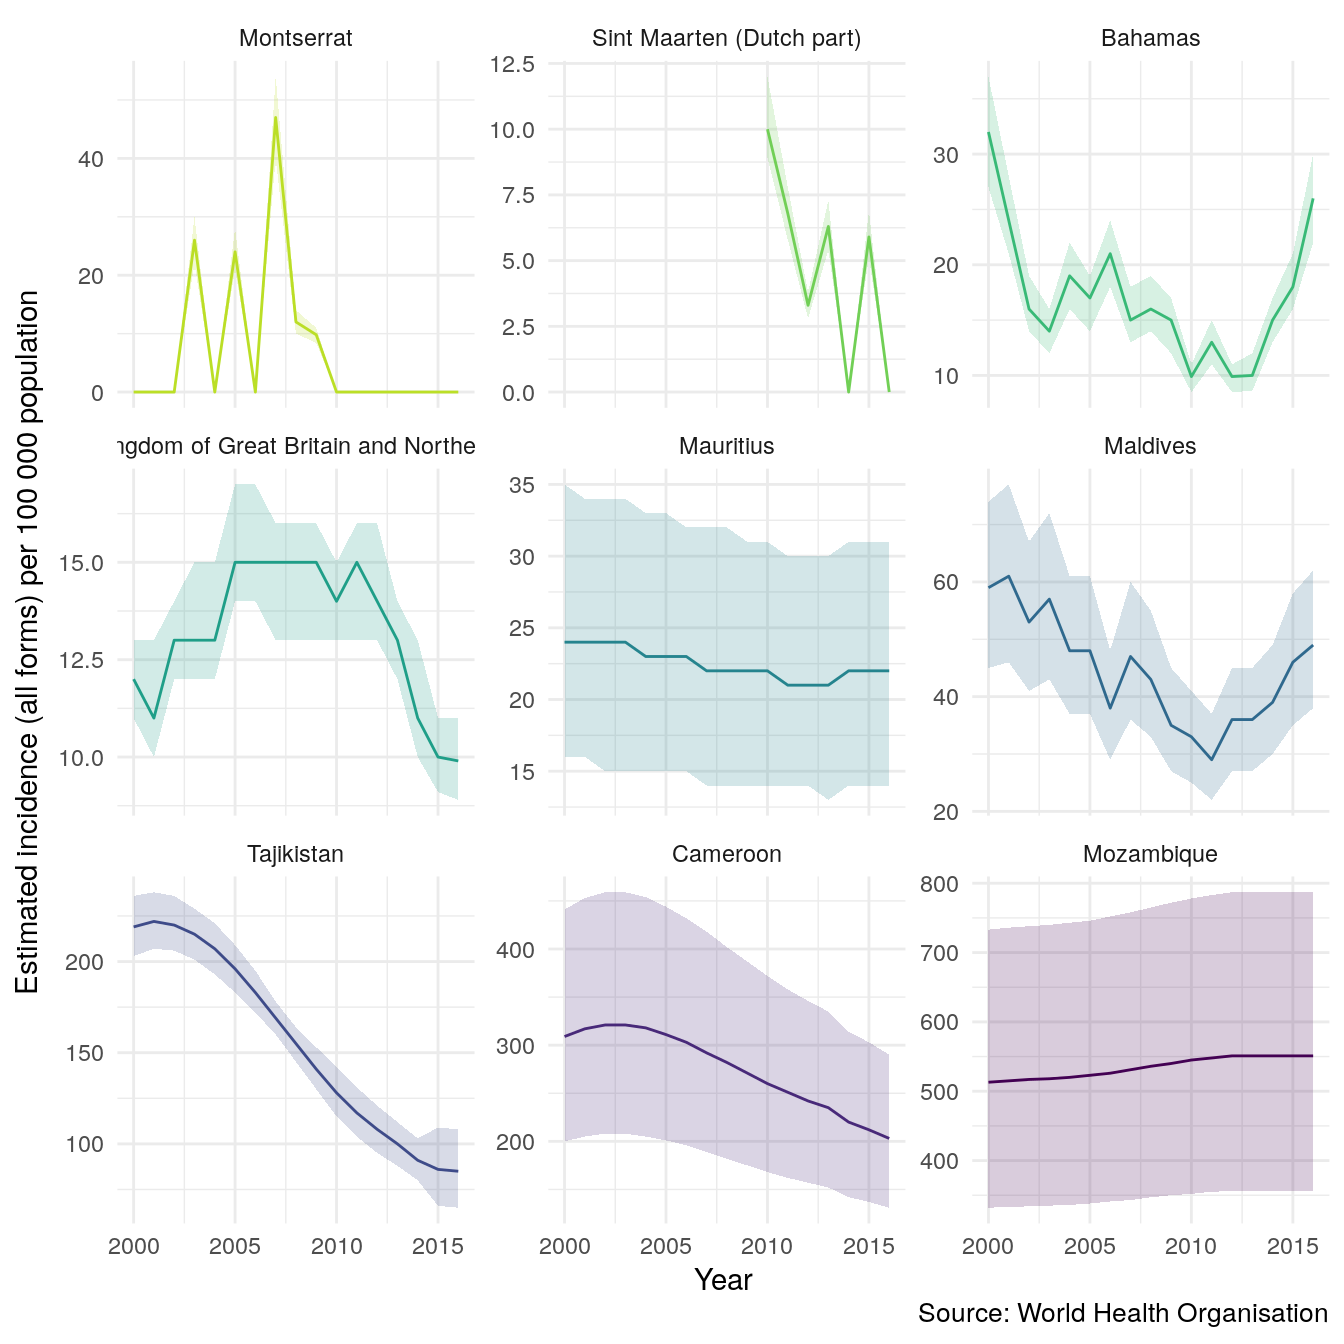 Montserrat
Sint Maarten (Dutch part)
Bahamas
40
20
0
12.5
10.0
7.5
5.0
2.5
0.0
30
20
10
ngdom of Great Britain and Northe
Mauritius
Maldives
15.0
12.5
10.0
35
30
25
20
15
60
40
20
Tajikistan
Cameroon
Mozambique
200
150
100
400
300
200
800
700
600
500
400
2000 2005 2010 2015
2000 2005 2010 2015
2000 2005 2010 2015
Estimated incidence (all forms) per 100 000 population
Year
Source: World Health Organisation